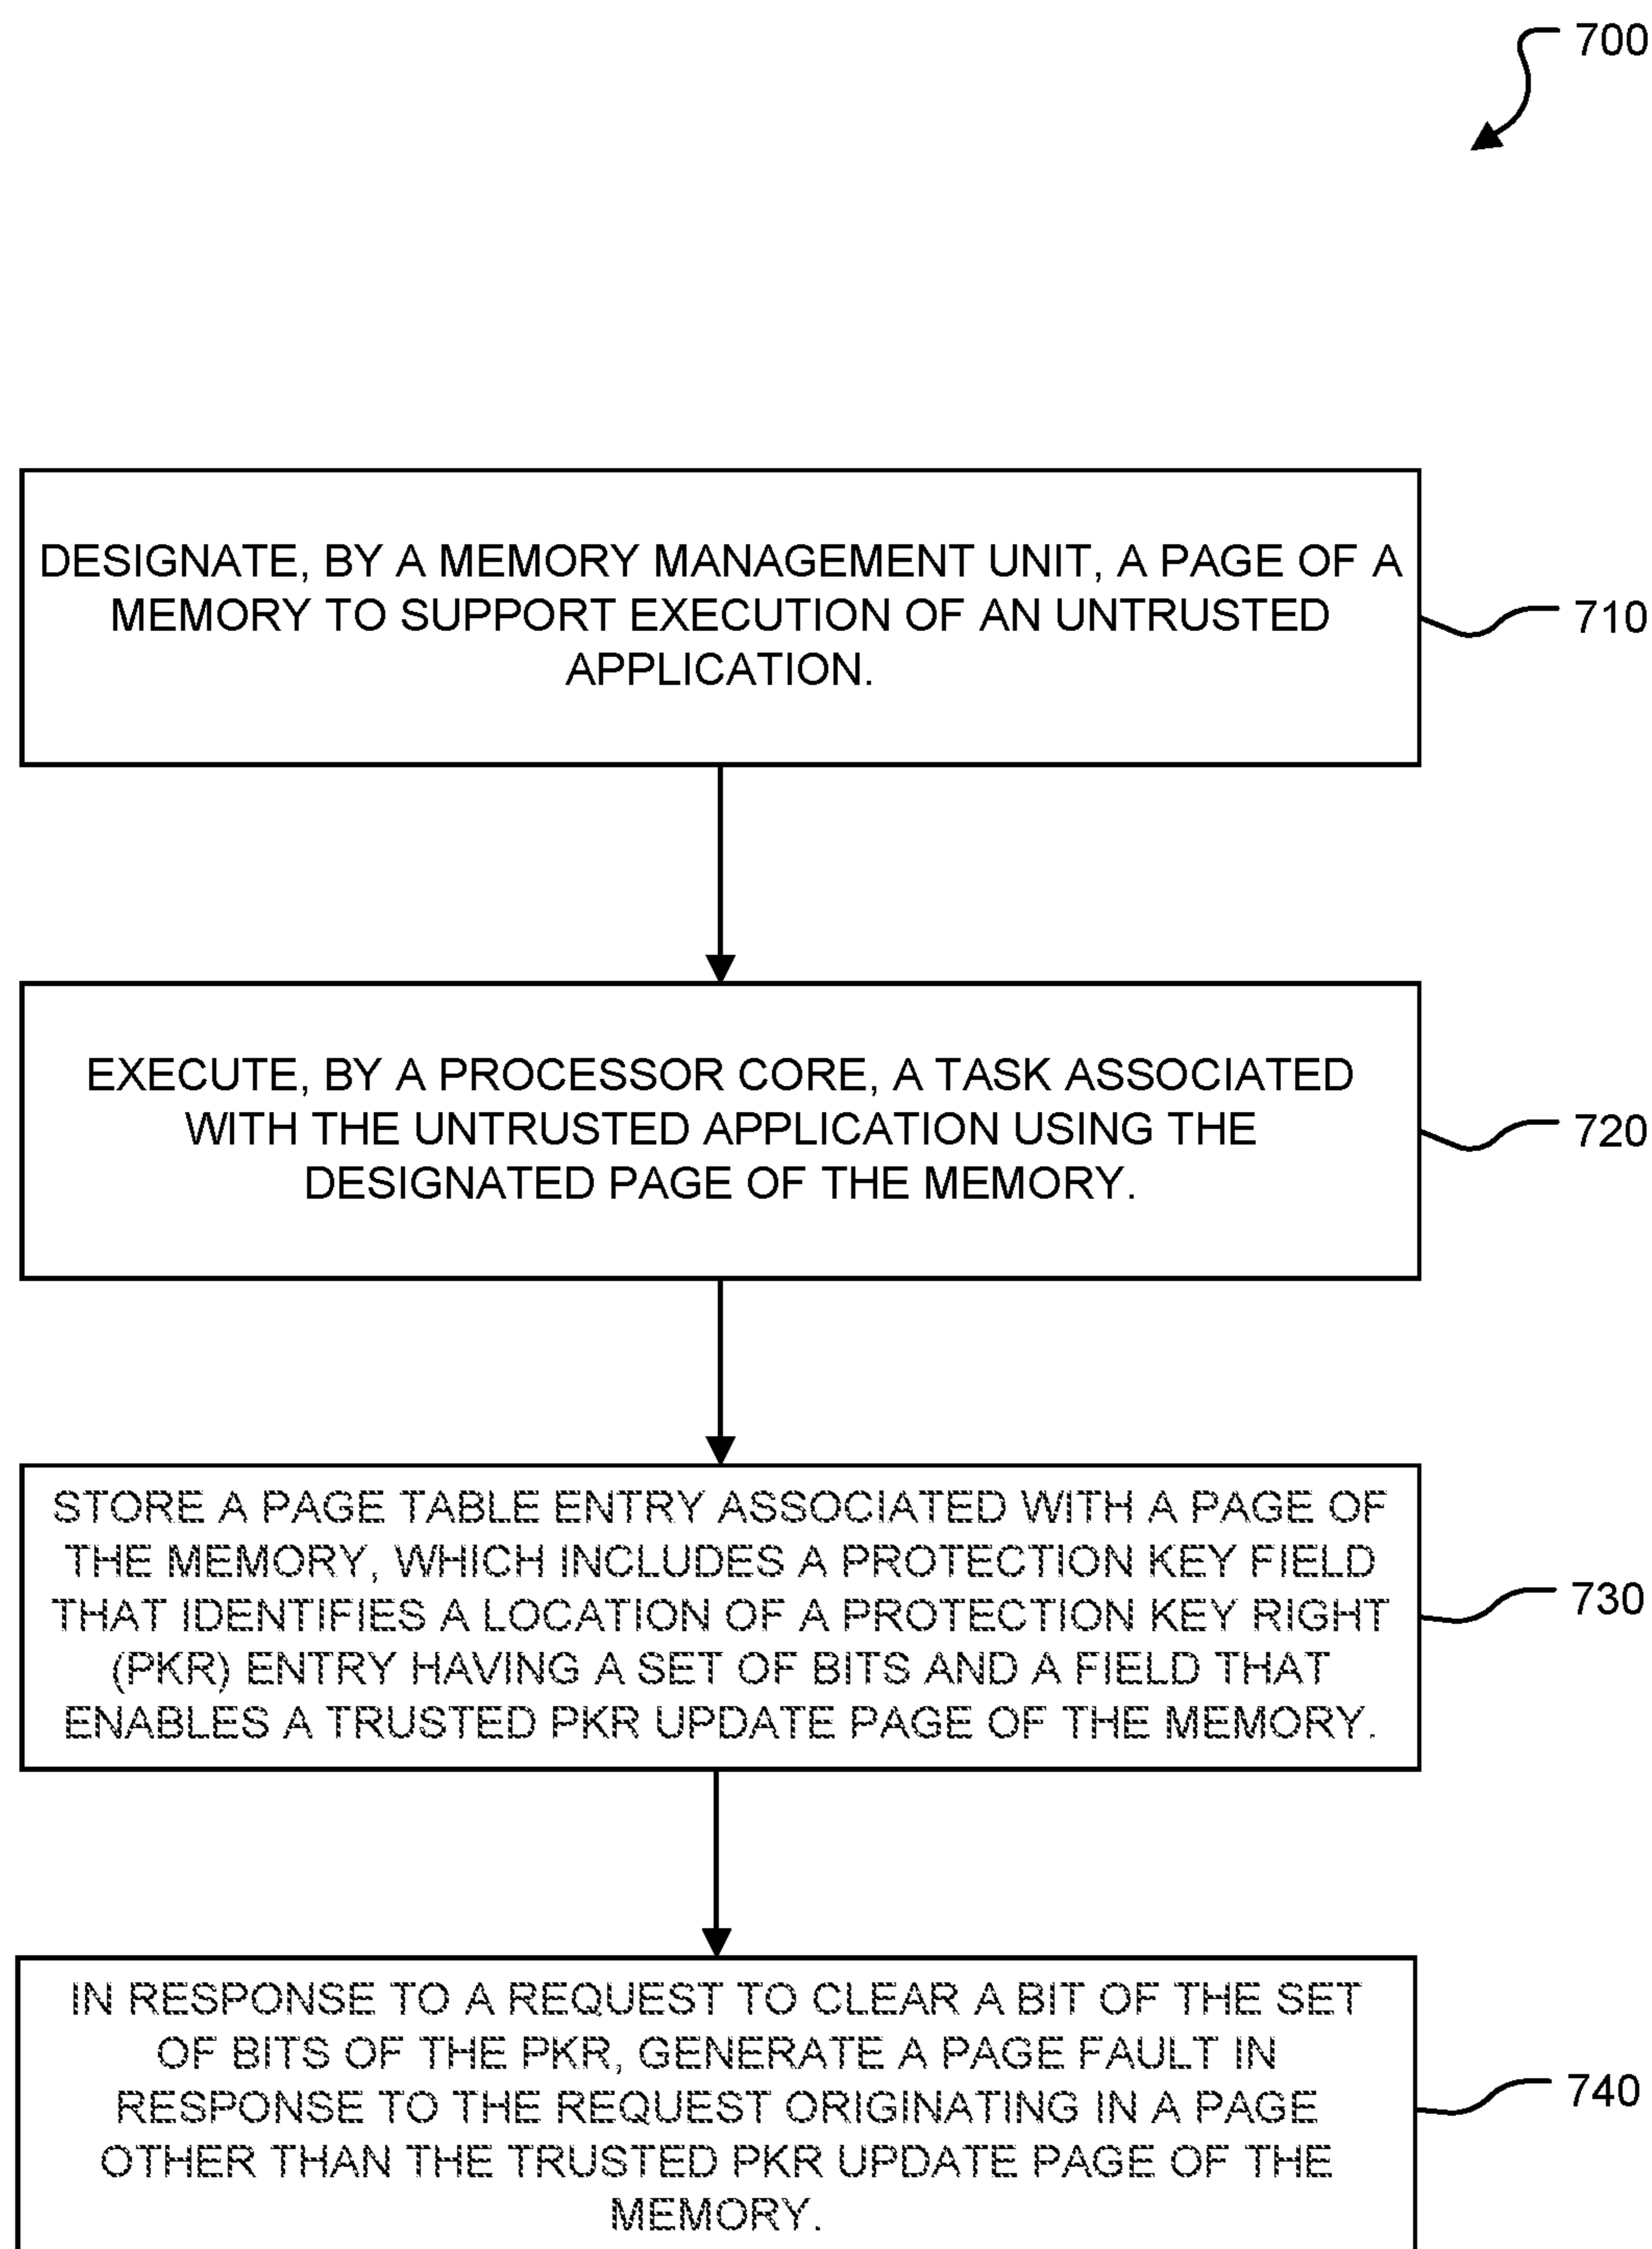 700
DESIGNATE, BY A MEMORY MANAGEMENT UNIT, A PAGE OF A
MEMORY TO SUPPORT EXECUTION OF AN UNTRUSTED
APPLICATION.
710
EXECUTE, BY A PROCESSOR CORE, A TASK ASSOCIATED
WITH THE UNTRUSTED APPLICATION USING THE
DESIGNATED PAGE OF THE MEMORY.
720
STORE A PAGE TABLE ENTRY ASSOCIATED WITH A PAGE OF
THE MEMORY, WHICH INCLUDES A PROTECTION KEY FIELD
THAT IDENTIFIES A LOCATION OF A PROTECTION KEY RIGHT
(PKR) ENTRY HAVING A SET OF BITS AND A FIELD THAT
ENABLES A TRUSTED PKR UPDATE PAGE OF THE MEMORY.
730
IN RESPONSE TO A REQUEST TO CLEAR A BIT OF THE SET
OF BITS OF THE PKR, GENERATE A PAGE FAULT IN
RESPONSE TO THE REQUEST ORIGINATING IN A PAGE
OTHER THAN THE TRUSTED PKR UPDATE PAGE OF THE
MEMORY.
740